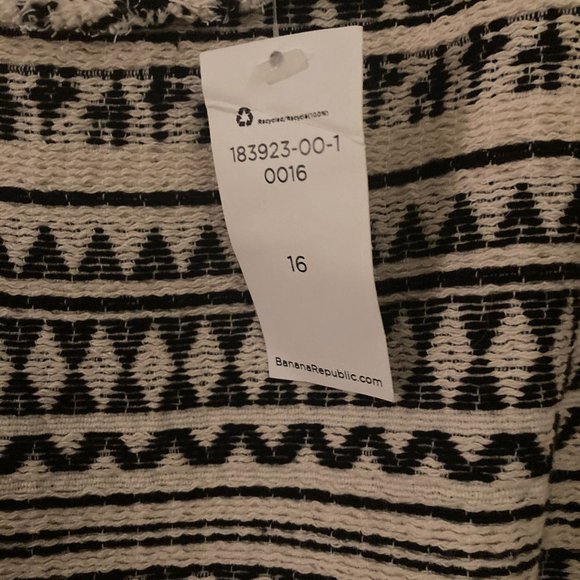 Recycled/Recyclé(100%)
183923-00-1
0016
16
BananaRepublic.com